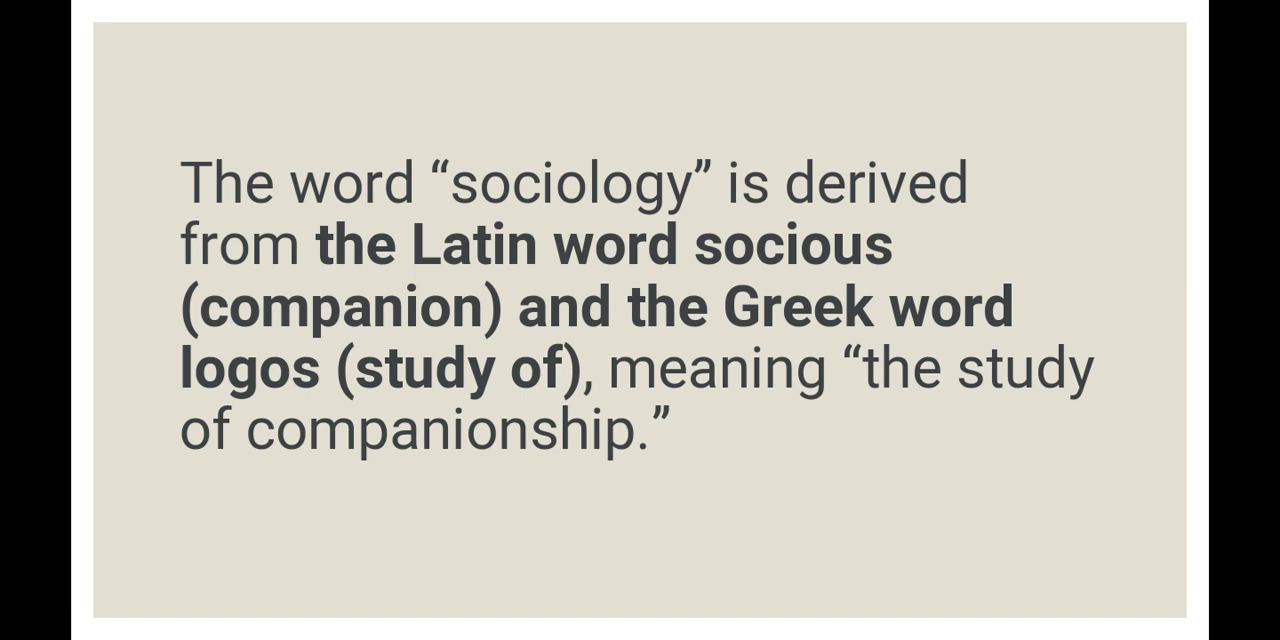 The word “sociology” is derived
from the Latin word socious
(companion) and the Greek word
logos (study of), meaning “the study
of companionship.”